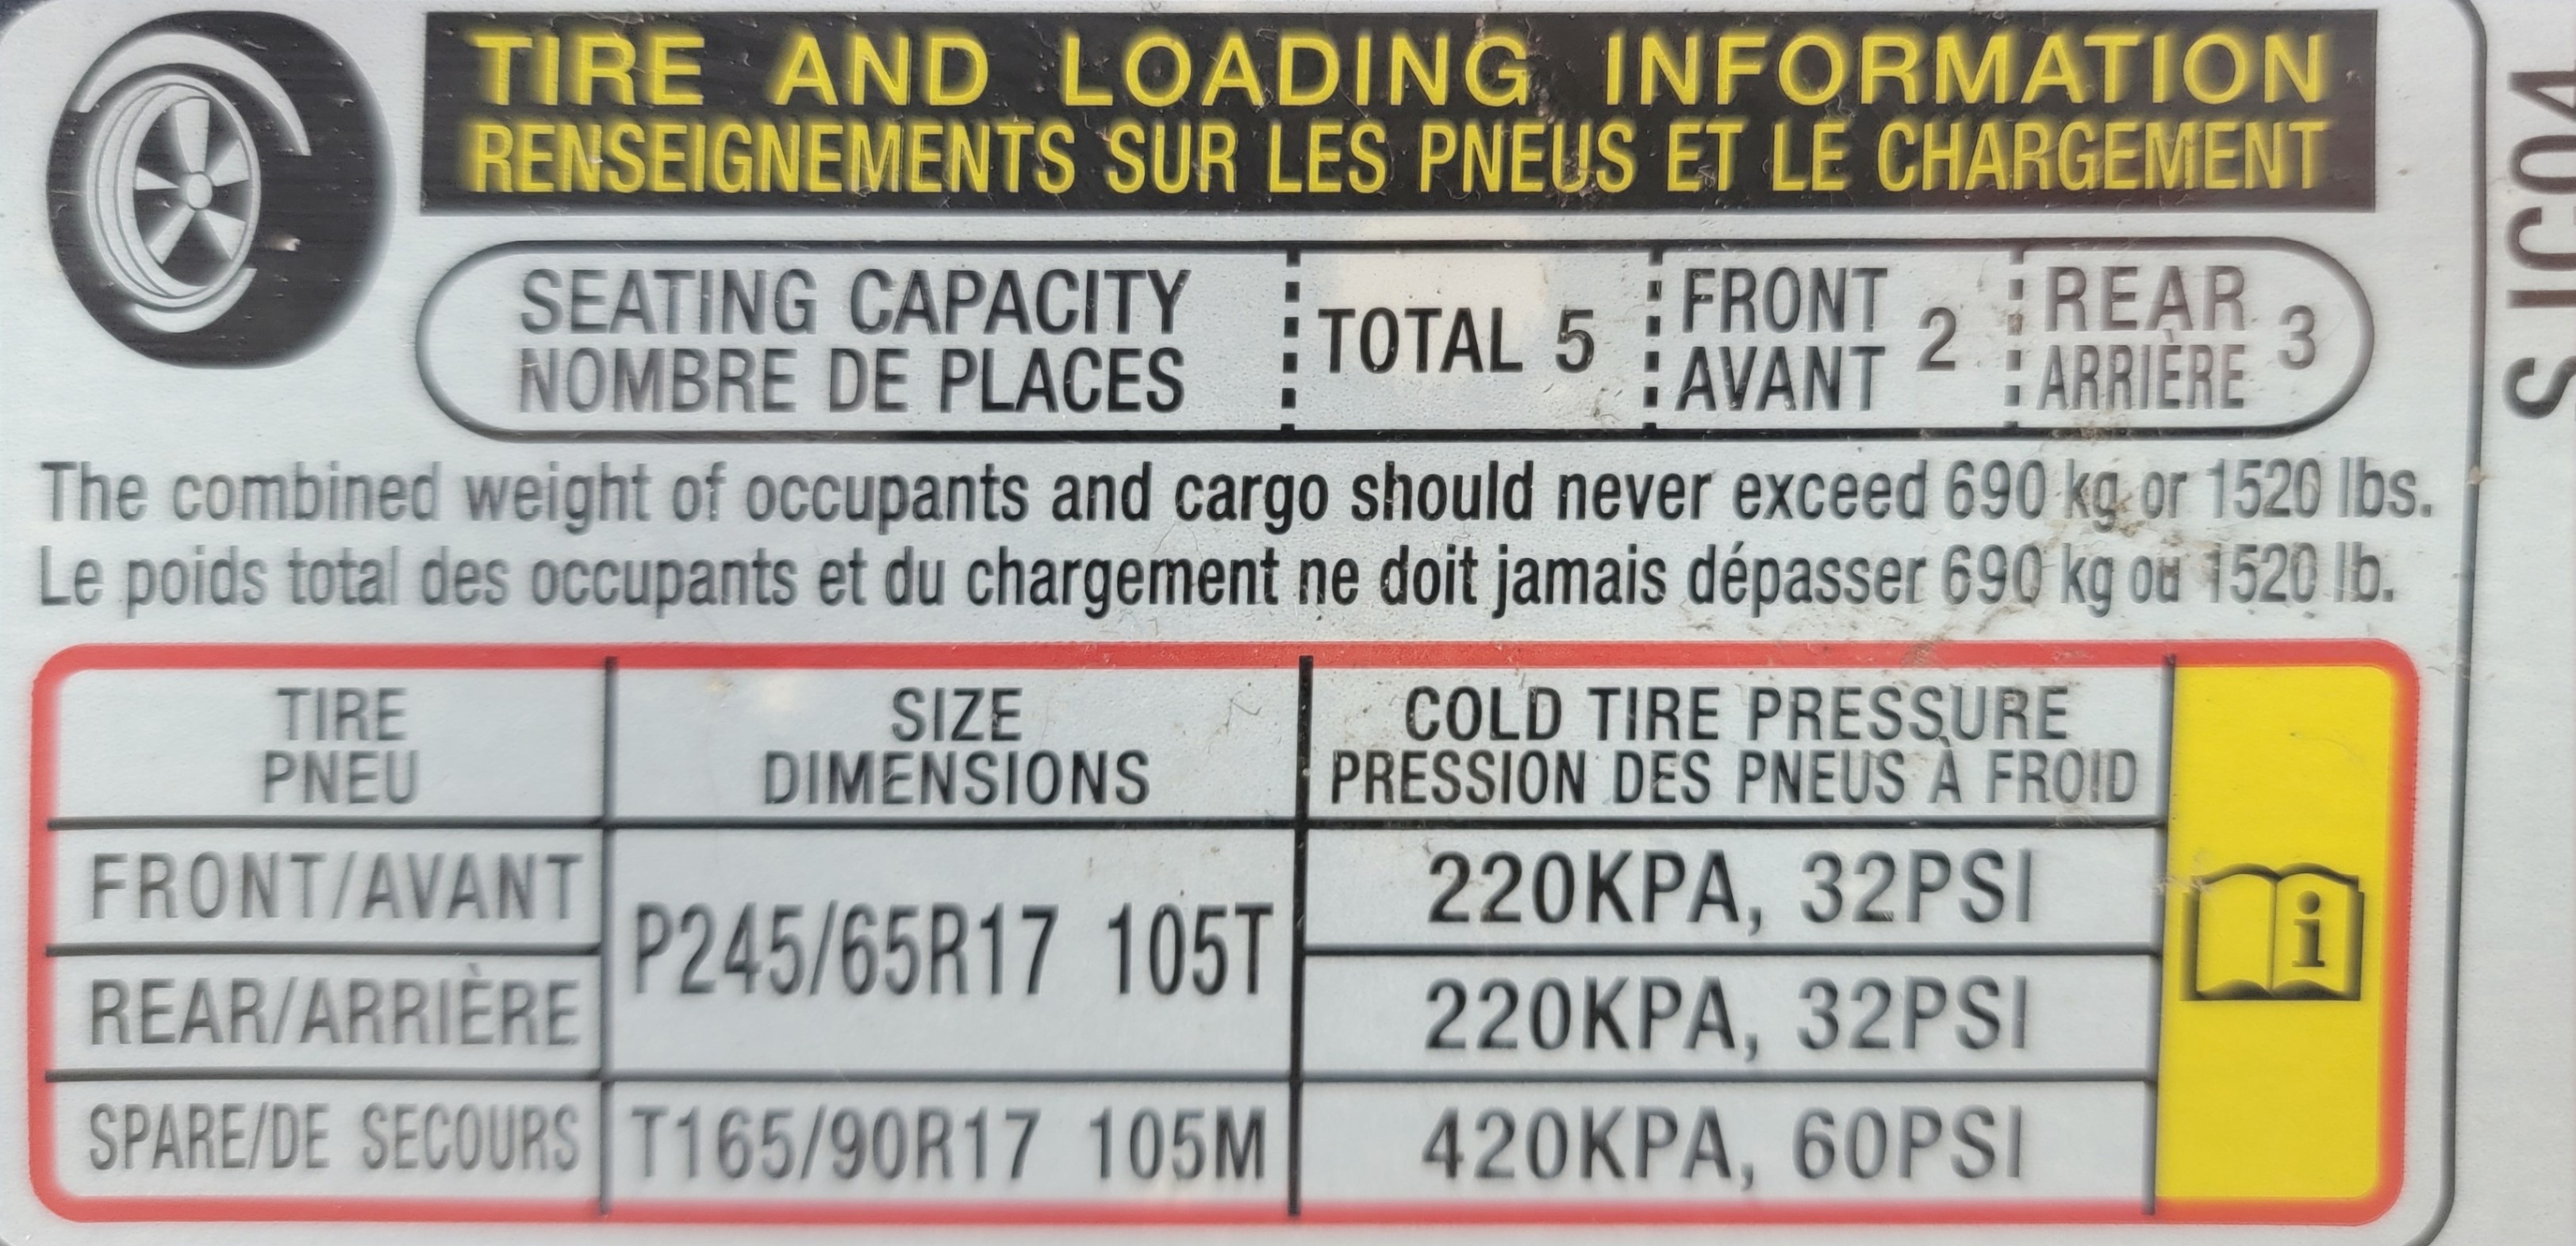 TIRE AND LOADING INFORMATION
RENSEIGNEMENTS SUR LES PNEUS ET LE CHARGEMENT
SEATING CAPACITY
NOMBRE DE PLACES
TOTAL 5
FRONT
AVANT
2
REAR
ARRIÈRE
3
The combined weight of occupants and cargo should never exceed 690 kg or 1520 lbs.
Le poids total des occupants et du chargement ne doit jamais dépasser 690 kg ou 1520 lb.
TIRE
PNEU
SIZE
DIMENSIONS
COLD TIRE PRESSURE
PRESSION DES PNEUS À FROID
FRONT/AVANT
P245/65R17 105T
220KPA, 32PSI
REAR/ARRIÈRE
220KPA, 32PSI
SPARE/DE SECOURS
T165/90R17 105M
420KPA, 60PSI
i